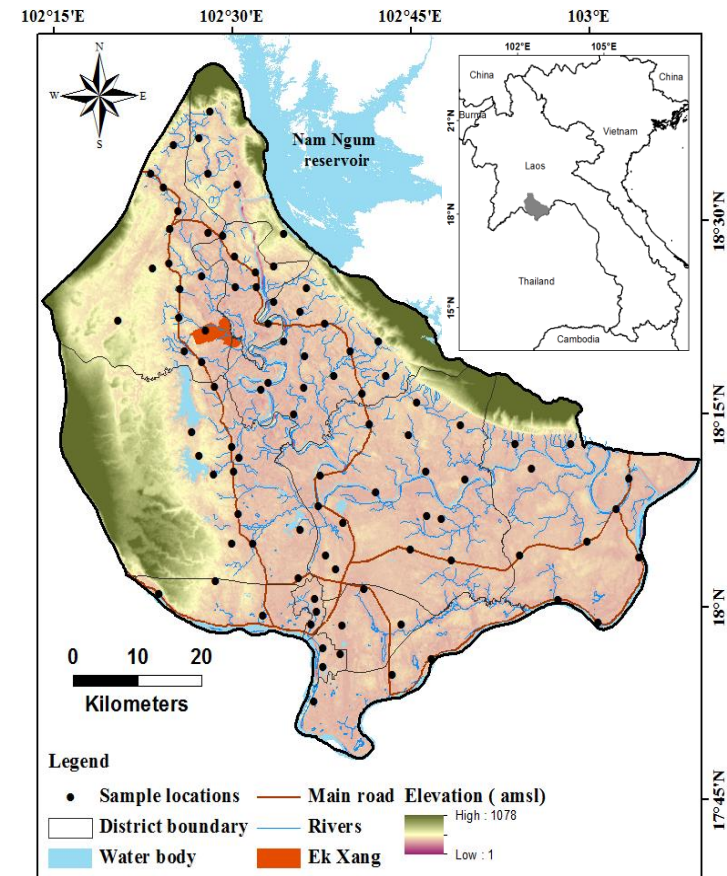 102°15'E 102°30'E 102°45'E 103°E
N
W E
S
Nam Ngum
reservoir
102°E 105°E
China China
Burma
Vietnam
Laos
Thailand
Cambodia
21°N
18°N
15°N
18°30'N
18°15'N
18°N
17°45'N
0 10 20
Kilometers
Legend
Sample locations Main road Elevation ( amsl)
District boundary Rivers High : 1078
Water body Ek Xang Low : 1